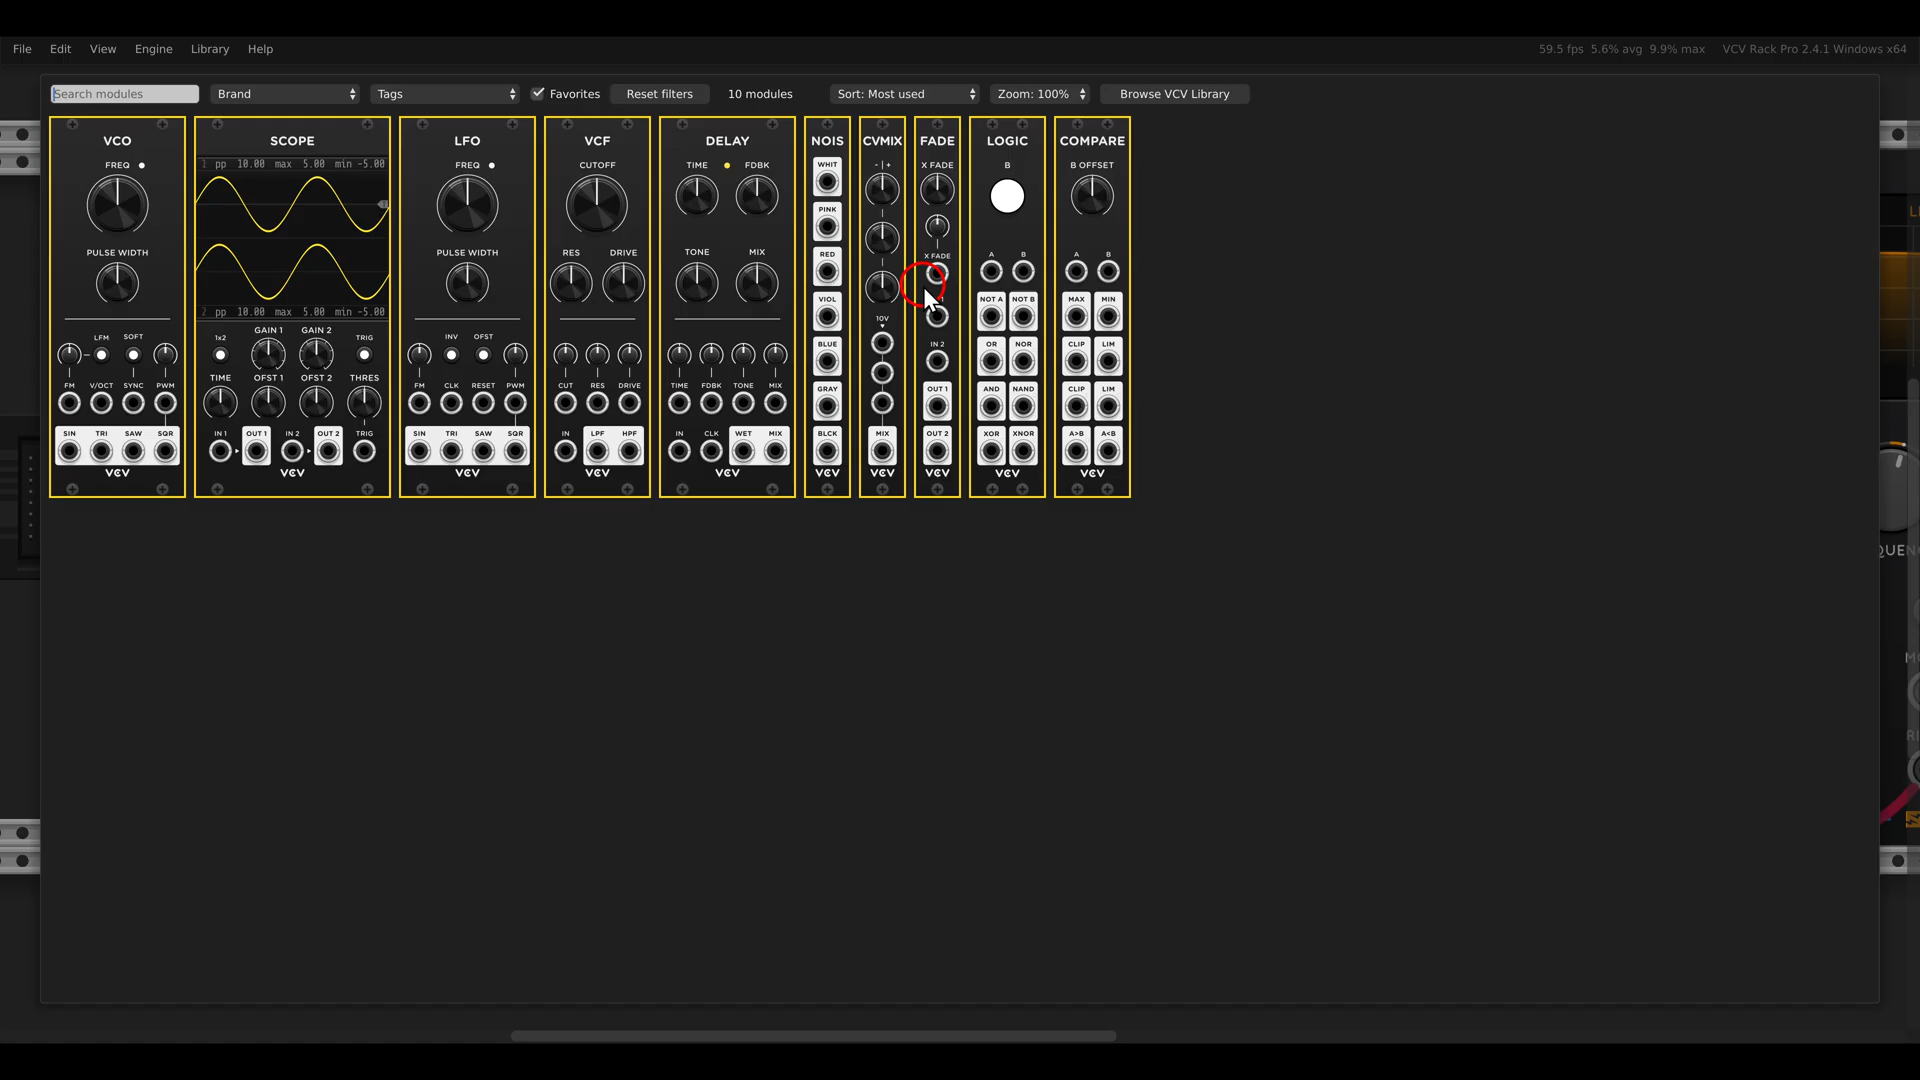 File Edit View Engine Library Help 59.5 fps 5.6% avg 9.9% max VCV Rack Pro 2.4.1 Windows x64
Search modules Brand Tags Favorites Reset filters 10 modules Sort: Most used Zoom: 100% Browse VCV Library
VCO
FREQ
PULSE WIDTH
LFM SOFT
FM V/OCT SYNC PWM
SIN TRI SAW SQR
VCV
SCOPE
1 pp 10.00 max 5.00 min -5.00
2 pp 10.00 max 5.00 min -5.00
1x2 GAIN 1 GAIN 2 TRIG
TIME OFST 1 OFST 2 THRES
IN 1 OUT 1 IN 2 OUT 2 TRIG
VCV
LFO
FREQ
PULSE WIDTH
INV OFST
FM CLK RESET PWM
SIN TRI SAW SQR
VCV
VCF
CUTOFF
RES DRIVE
CUT RES DRIVE
IN LPF HPF
VCV
DELAY
TIME FDBK
TONE MIX
TIME FDBK TONE MIX
IN CLK WET MIX
VCV
NOIS
WHIT
PINK
RED
VIOL
BLUE
GRAY
BLCK
VCV
CVMIX
- | +
10V
MIX
VCV
FADE
X FADE
X FADE
IN 2
OUT 1
OUT 2
VCV
LOGIC
B
A B
NOT A NOT B
OR NOR
AND NAND
XOR XNOR
VCV
COMPARE
B OFFSET
A B
MAX MIN
CLIP LIM
CLIP LIM
A>B A<B
VCV